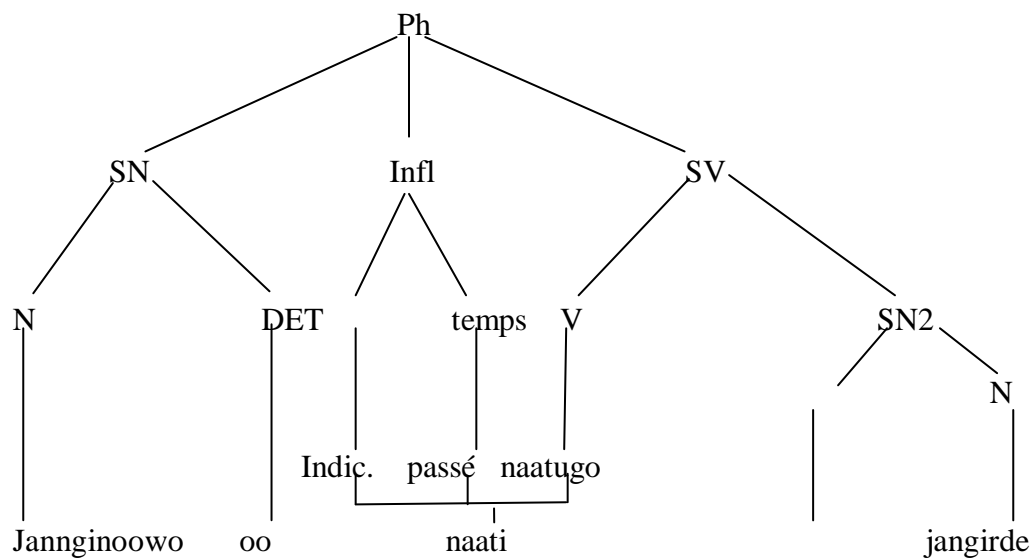 Ph
SN Infl SV
N DET temps V SN2
N
Indic. passé naatugo
Jannginoowo oo naati jangirde